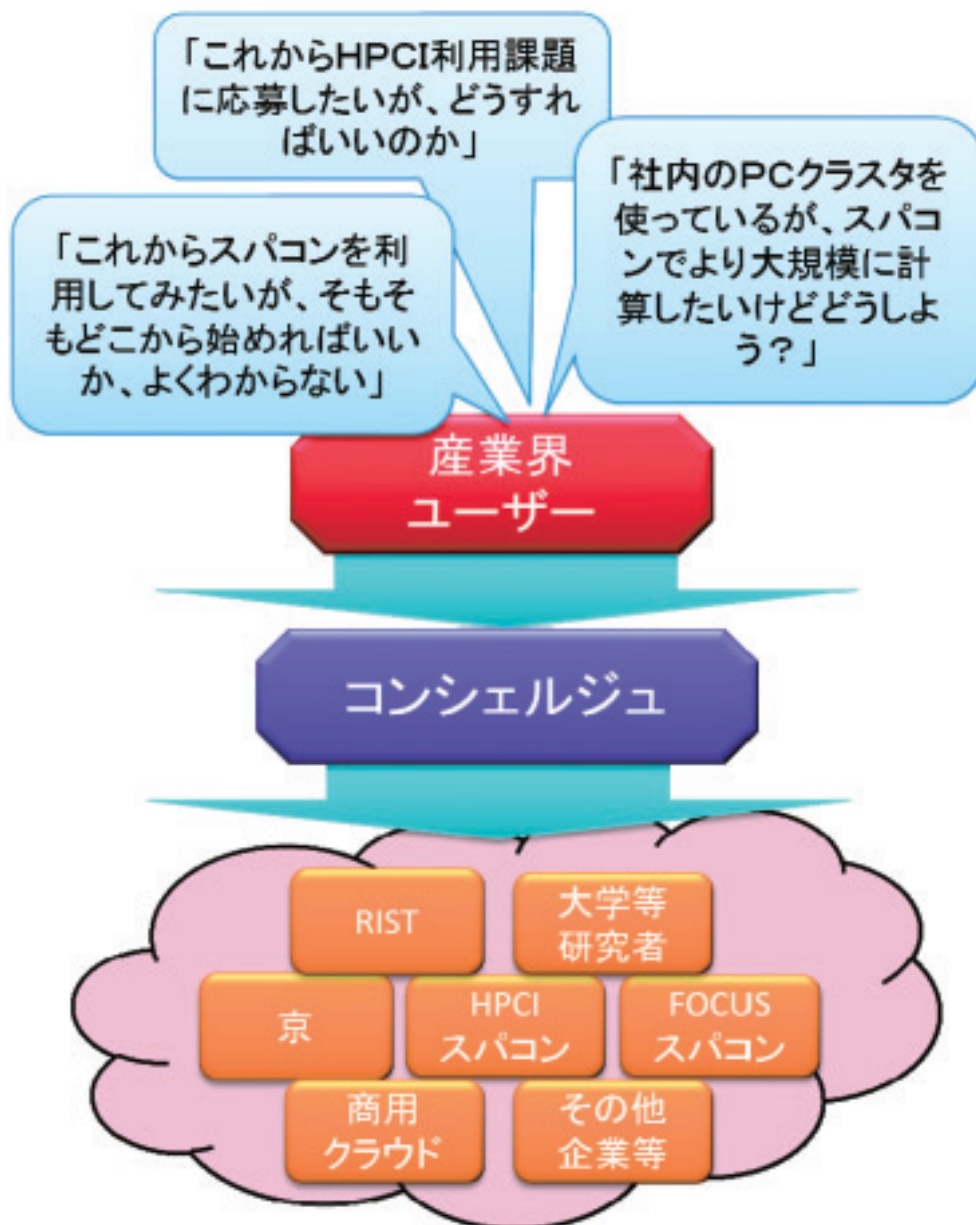 「これからHPCI利用課題
に応募したいが、どうすれ
ばいいのか」
「社内のPCクラスタを
使っているが、スパコ
ンでより大規模に計
算したいけどどうしよ
う？」
「これからスパコンを利
用してみたいが、そもそ
もどこから始めればいい
か、よくわからない」
産業界
ユーザー
コンシェルジュ
RIST
大学等
研究者
京
HPCI
スパコン
FOCUS
スパコン
商用
クラウド
その他
企業等